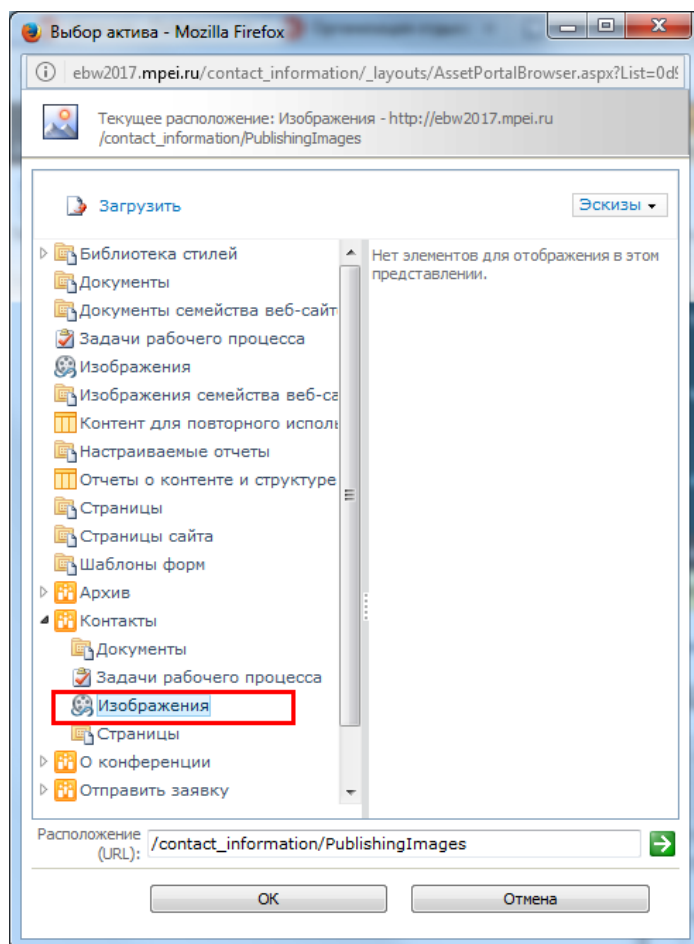 Выбор актива - Mozilla Firefox
ebw2017.mpei.ru/contact_information/_layouts/AssetPortalBrowser.aspx?List=0d9
Текущее расположение: Изображения - http://ebw2017.mpei.ru
/contact_information/PublishingImages
Загрузить
Эскизы
Библиотека стилей
Нет элементов для отображения в этом
представлении.
Документы
Документы семейства веб-сайт
Задачи рабочего процесса
Изображения
Изображения семейства веб-са
Контент для повторного исполь
Настраиваемые отчеты
Отчеты о контенте и структуре
Страницы
Страницы сайта
Шаблоны форм
Архив
Контакты
Документы
Задачи рабочего процесса
Изображения
Страницы
О конференции
Отправить заявку
Расположение
(URL):
/contact_information/PublishingImages
ОК
Отмена